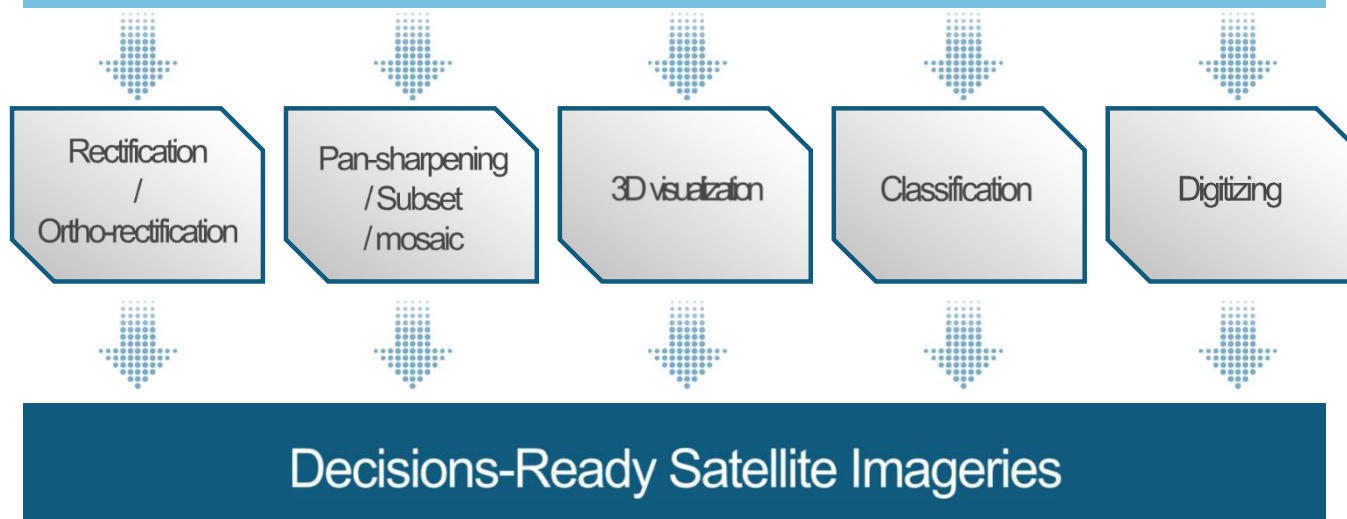 Rectification
/
Ortho-rectification
Pan-sharpening
/ Subset
/ mosaic
3D visualization
Classification
Digitizing
Decisions-Ready Satellite Imageries